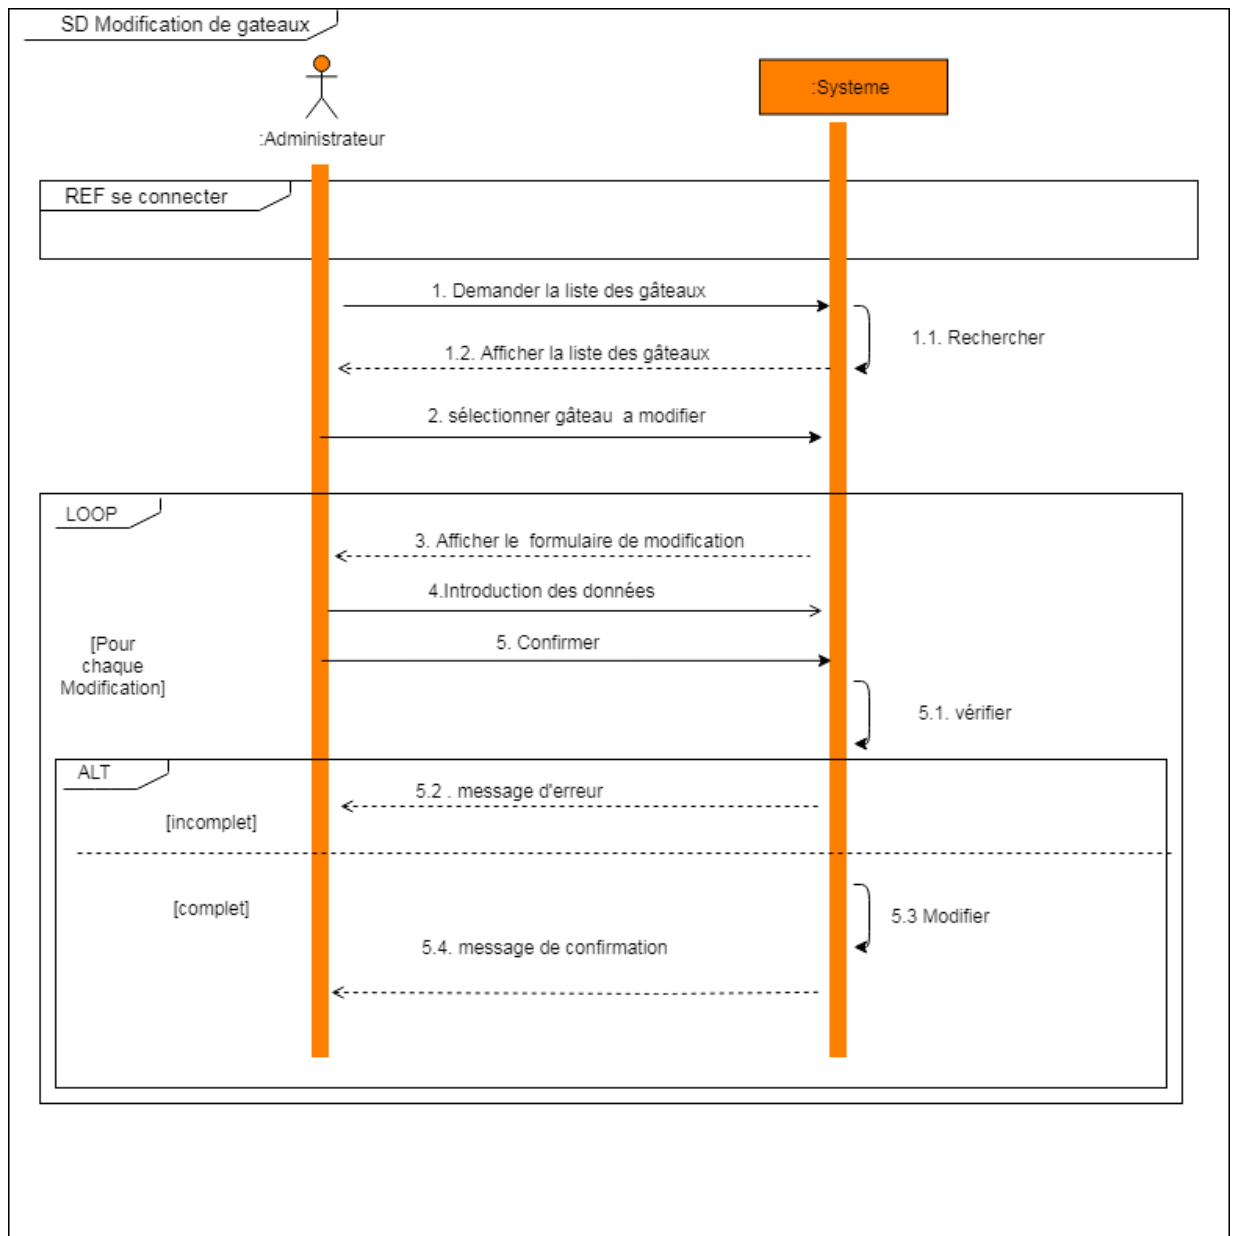 SD Modification de gateaux
:Systeme
:Administrateur
REF se connecter
1. Demander la liste des gâteaux
1.1. Rechercher
1.2. Afficher la liste des gâteaux
2. sélectionner gâteau  a modifier
LOOP
3. Afficher le  formulaire de modification
4.Introduction des données
[Pour
chaque
Modification]
5. Confirmer
5.1. vérifier
ALT
5.2 . message d'erreur
[incomplet]
[complet]
5.3 Modifier
5.4. message de confirmation